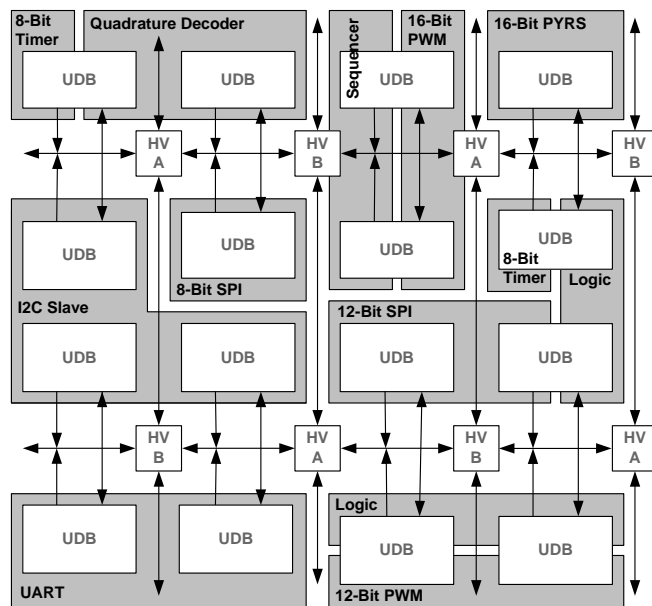 8-Bit
Timer
Quadrature Decoder
Sequencer
16-Bit
PWM
16-Bit PYRS
UDB
UDB
UDB
UDB
HV
A
HV
B
HV
A
HV
B
UDB
UDB
UDB
UDB
8-Bit
Timer
Logic
8-Bit SPI
I2C Slave
12-Bit SPI
UDB
UDB
UDB
UDB
HV
B
HV
A
HV
B
HV
A
Logic
UDB
UDB
UDB
UDB
UART
12-Bit PWM